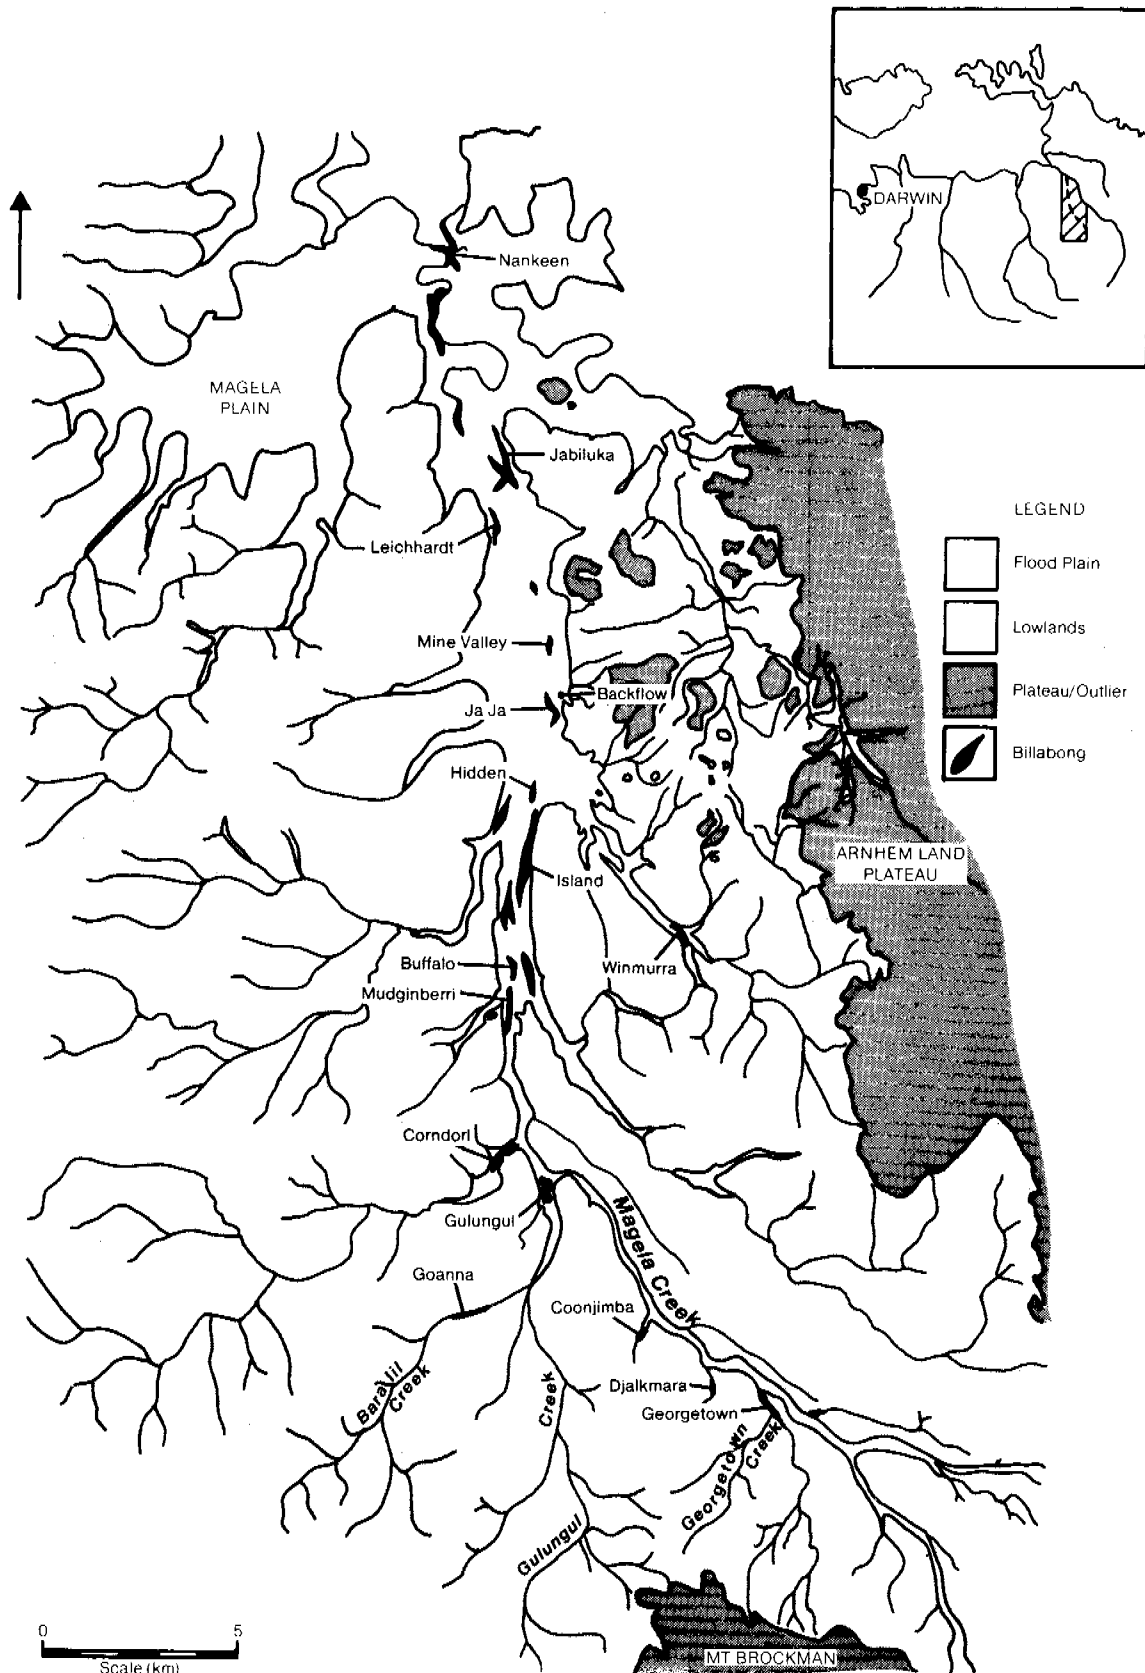 DARWIN
Nankeen
MAGELA
PLAIN
Jabiluka
LEGEND
Leichhardt
Flood Plain
Lowlands
Mine Valley
Plateau/Outlier
Backflow
Ja Ja
Billabong
Hidden
ARNHEM LAND
PLATEAU
Island
Buffalo
Winmurra
Mudginberri
Corndorl
Magela Creek
Gulungul
Goanna
Coonjimba
Baralil
Creek
Djalkmara
Creek
Georgetown
Georgetown
Creek
Gulungul
0 5
Scale (km)
MT BROCKMAN